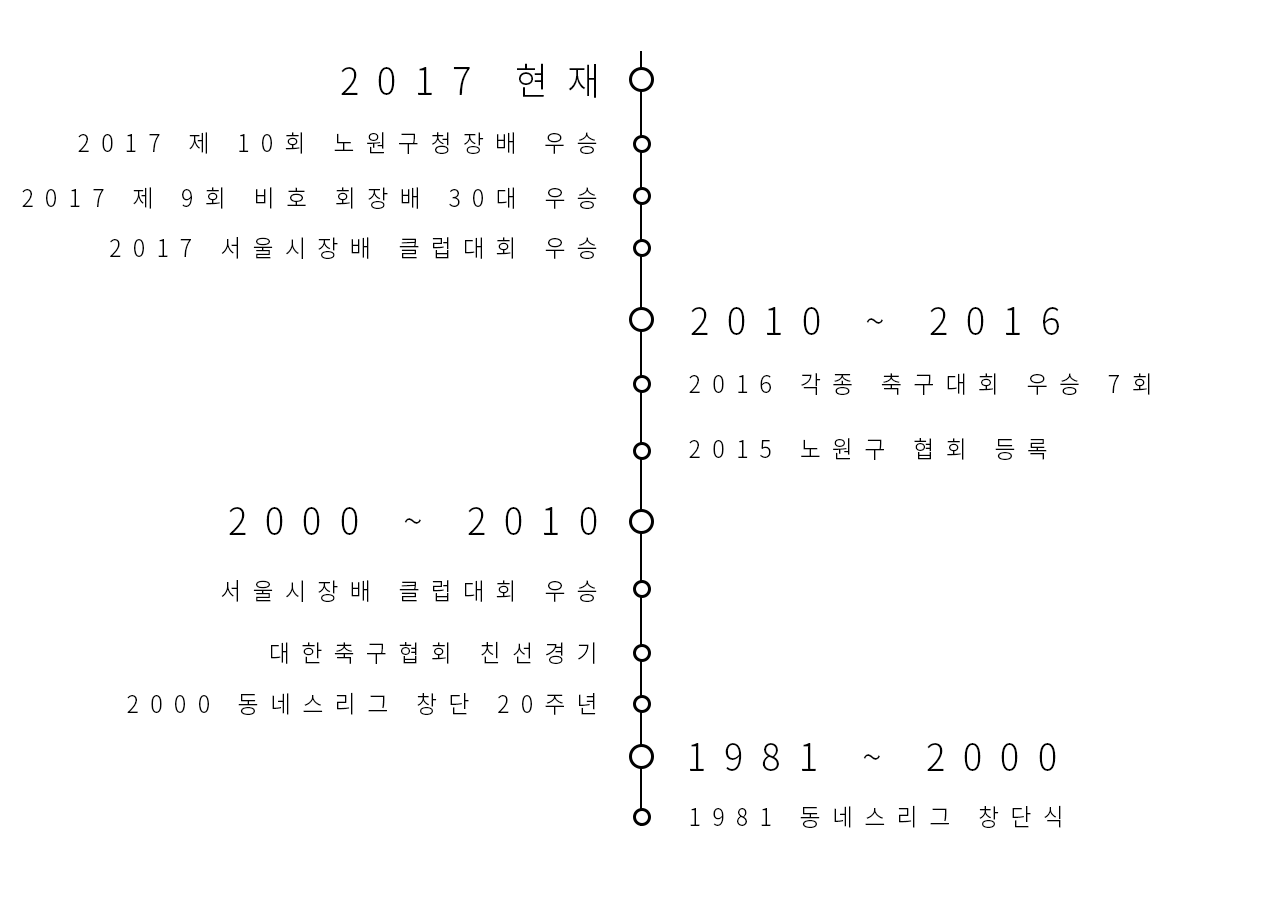 2017 현재
2017 제 10회 노원구청장배 우승
2017 제 9회 비호 회장배 30대 우승
2017 서울시장배 클럽대회 우승
2010 ~ 2016
2016 각종 축구대회 우승 7회
2015 노원구 협회 등록
2000 ~ 2010
서울시장배 클럽대회 우승
대한축구협회 친선경기
2000 동네스리그 창단 20주년
1981 ~ 2000
1981 동네스리그 창단식